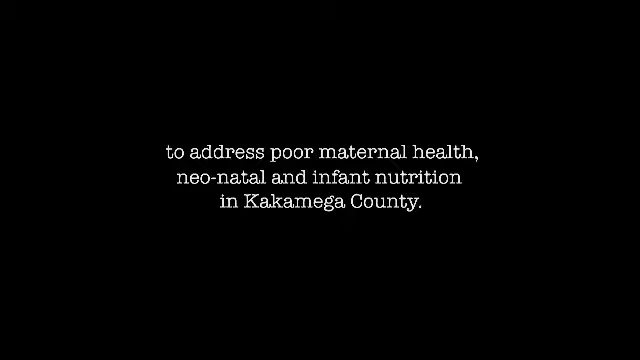 to address poor maternal health,
neo-natal and infant nutrition
in Kakamega County.